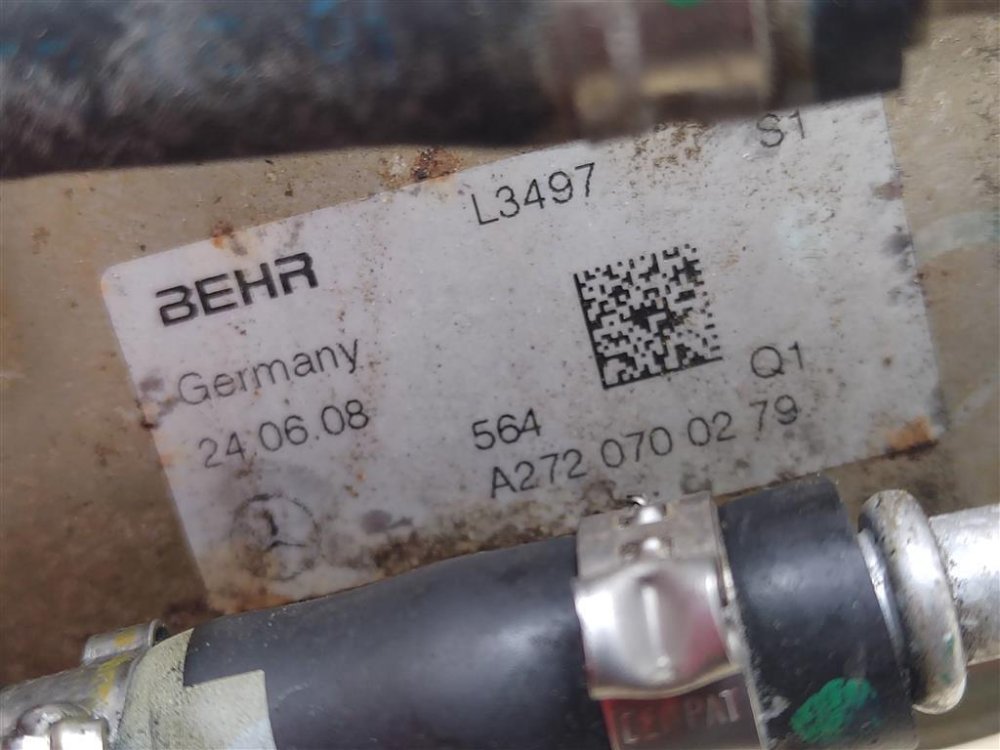 S1
L3497
BEHR
Germany
Q1
24.06.08
564
A272 070 02 79